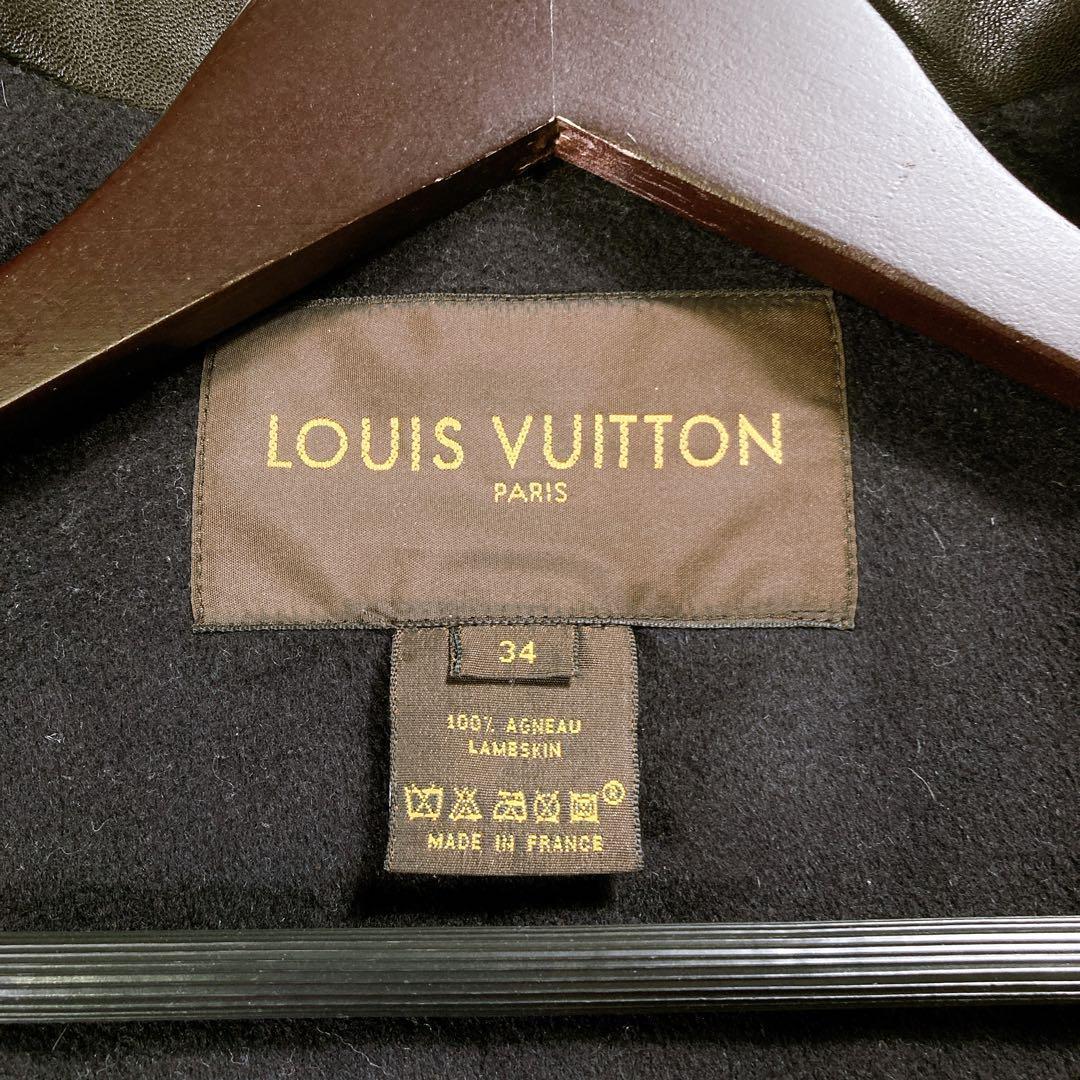 LOUIS VUITTON
PARIS
34
100% AGNEAU
LAMBSKIN
®
MADE IN FRANCE